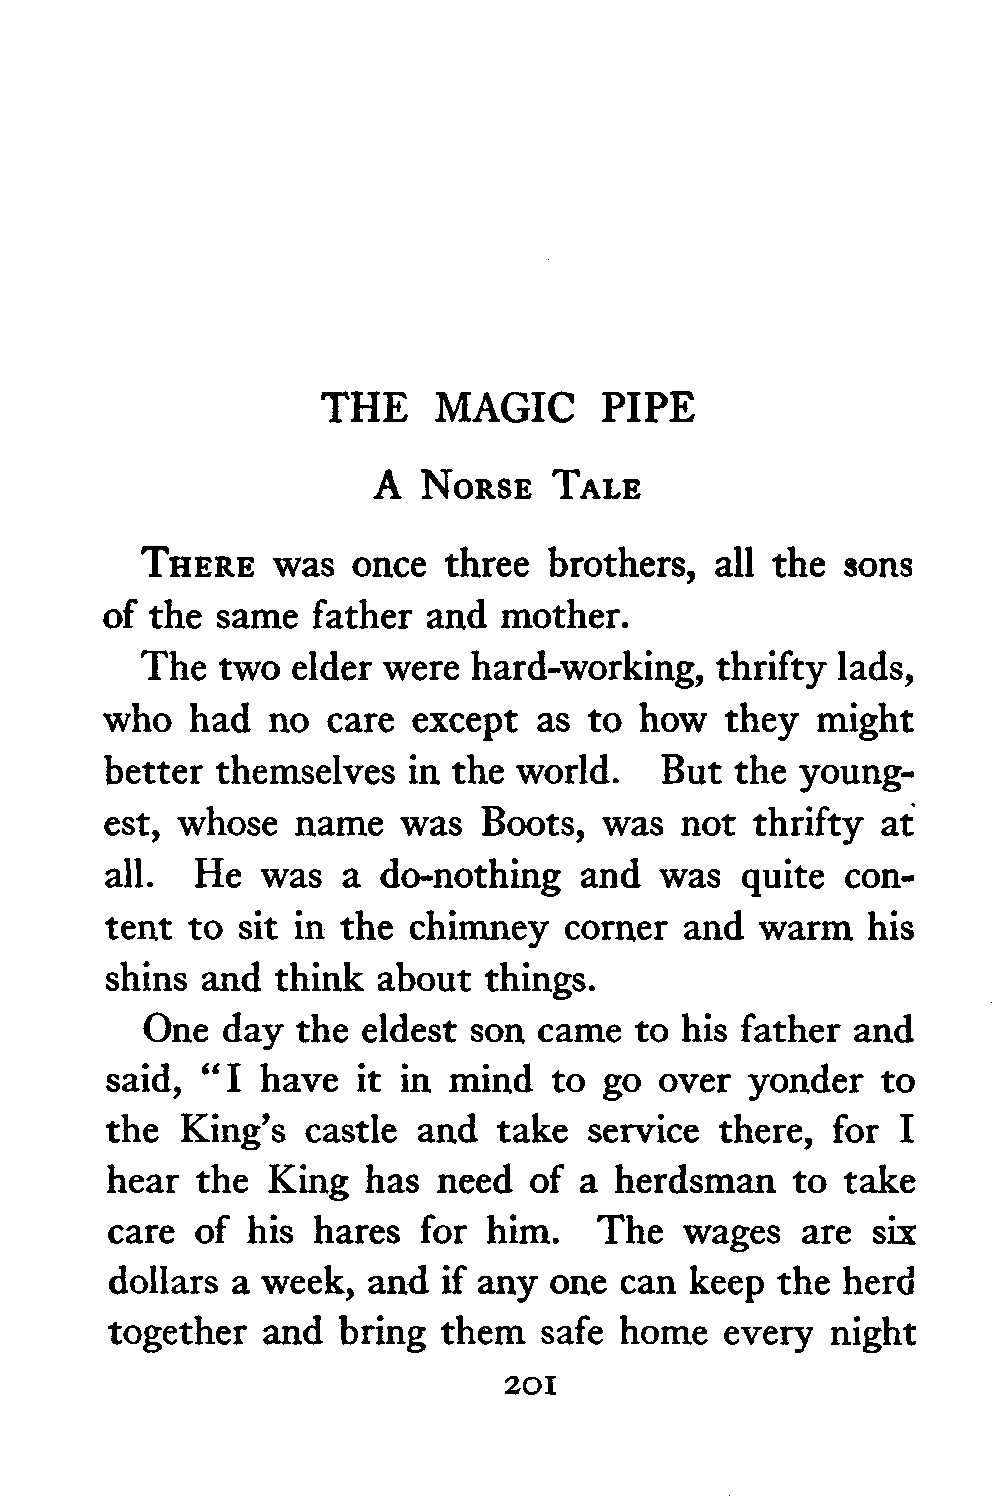 THE MAGIC PIPE
A NORSE TALE
THERE was once three brothers, all the sons
of the same father and mother.
The two elder were hard-working, thrifty lads,
who had no care except as to how they might
better themselves in the world. But the young-
est, whose name was Boots, was not thrifty at
all. He was a do-nothing and was quite con-
tent to sit in the chimney corner and warm his
shins and think about things.
One day the eldest son came to his father and
said, “I have it in mind to go over yonder to
the King’s castle and take service there, for I
hear the King has need of a herdsman to take
care of his hares for him. The wages are six
dollars a week, and if any one can keep the herd
together and bring them safe home every night
201